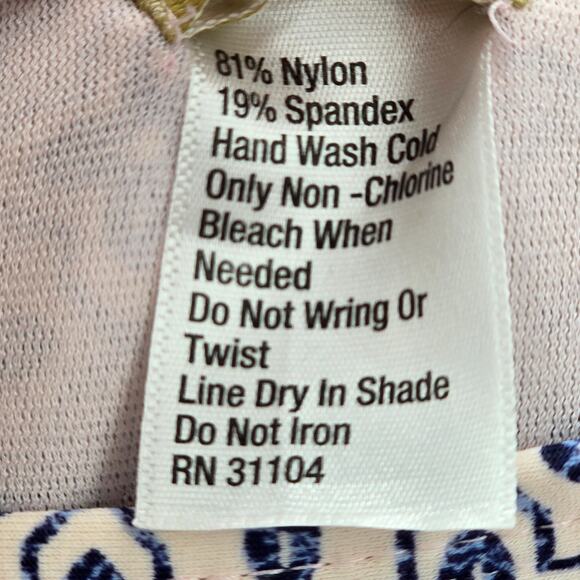 81% Nylon
19% Spandex
Hand Wash Cold
Only Non -Chlorine
Bleach When
Needed
Do Not Wring Or
Twist
Line Dry In Shade
Do Not Iron
RN 31104